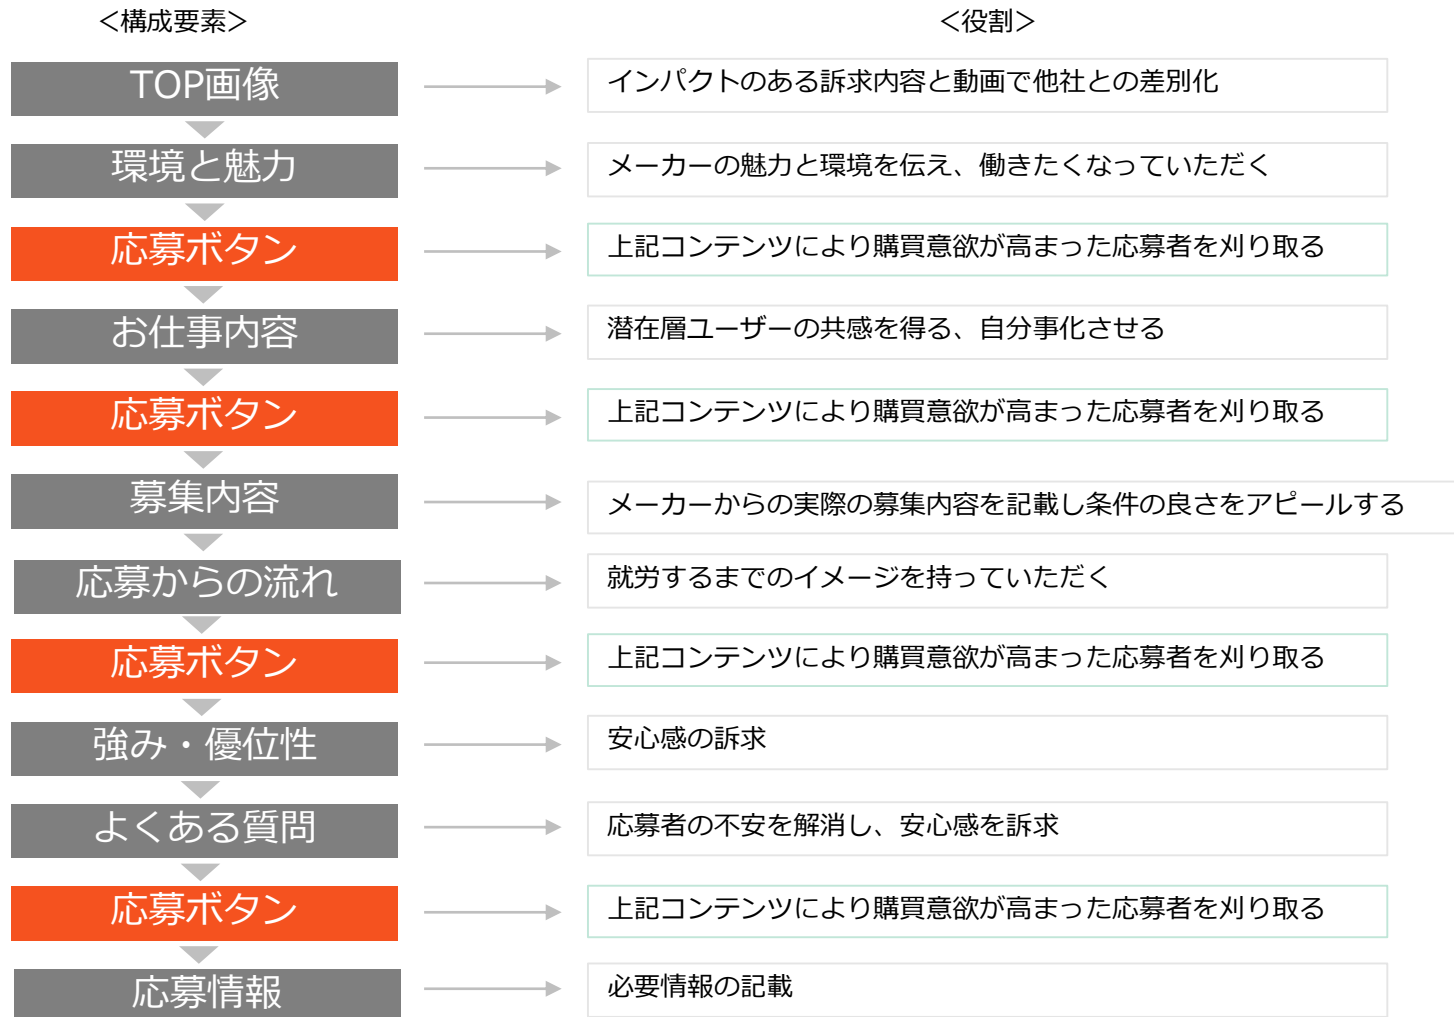 ＜構成要素＞
＜役割＞
TOP画像
インパクトのある訴求内容と動画で他社との差別化
環境と魅力
メーカーの魅力と環境を伝え、働きたくなっていただく
応募ボタン
上記コンテンツにより購買意欲が高まった応募者を刈り取る
お仕事内容
潜在層ユーザーの共感を得る、自分事化させる
応募ボタン
上記コンテンツにより購買意欲が高まった応募者を刈り取る
募集内容
メーカーからの実際の募集内容を記載し条件の良さをアピールする
応募からの流れ
就労するまでのイメージを持っていただく
応募ボタン
上記コンテンツにより購買意欲が高まった応募者を刈り取る
強み・優位性
安心感の訴求
よくある質問
応募者の不安を解消し、安心感を訴求
応募ボタン
上記コンテンツにより購買意欲が高まった応募者を刈り取る
応募情報
必要情報の記載